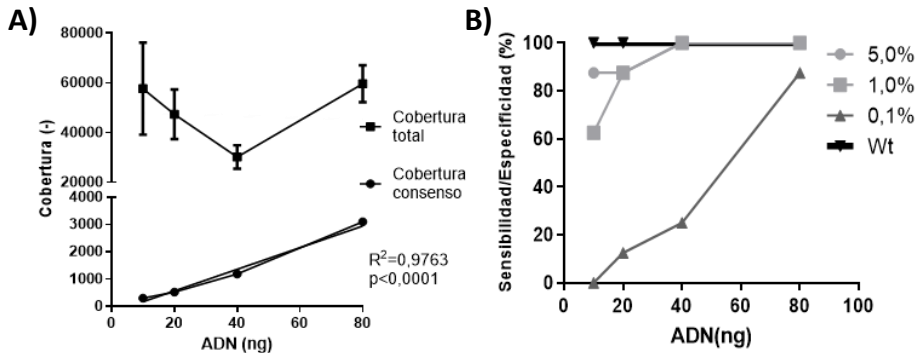 A)
80000
60000
40000
20000
4000
3000
2000
1000
0
Cobertura (-)
0
20
40
60
80
ADN (ng)
Cobertura
total
Cobertura
consenso
R²=0,9763
p<0,0001
B)
100
80
60
40
20
0
Sensibilidad/Especificidad (%)
0
20
40
60
80
100
ADN(ng)
5,0%
1,0%
0,1%
Wt